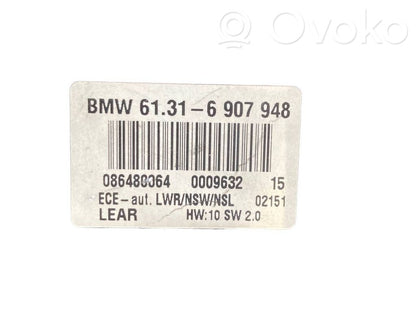 Ovoko
BMW 61.31-6 907 948
086480064 0009632 15
ECE-aut. LWR/NSW/NSL 02151
LEAR HW:10 SW 2.0